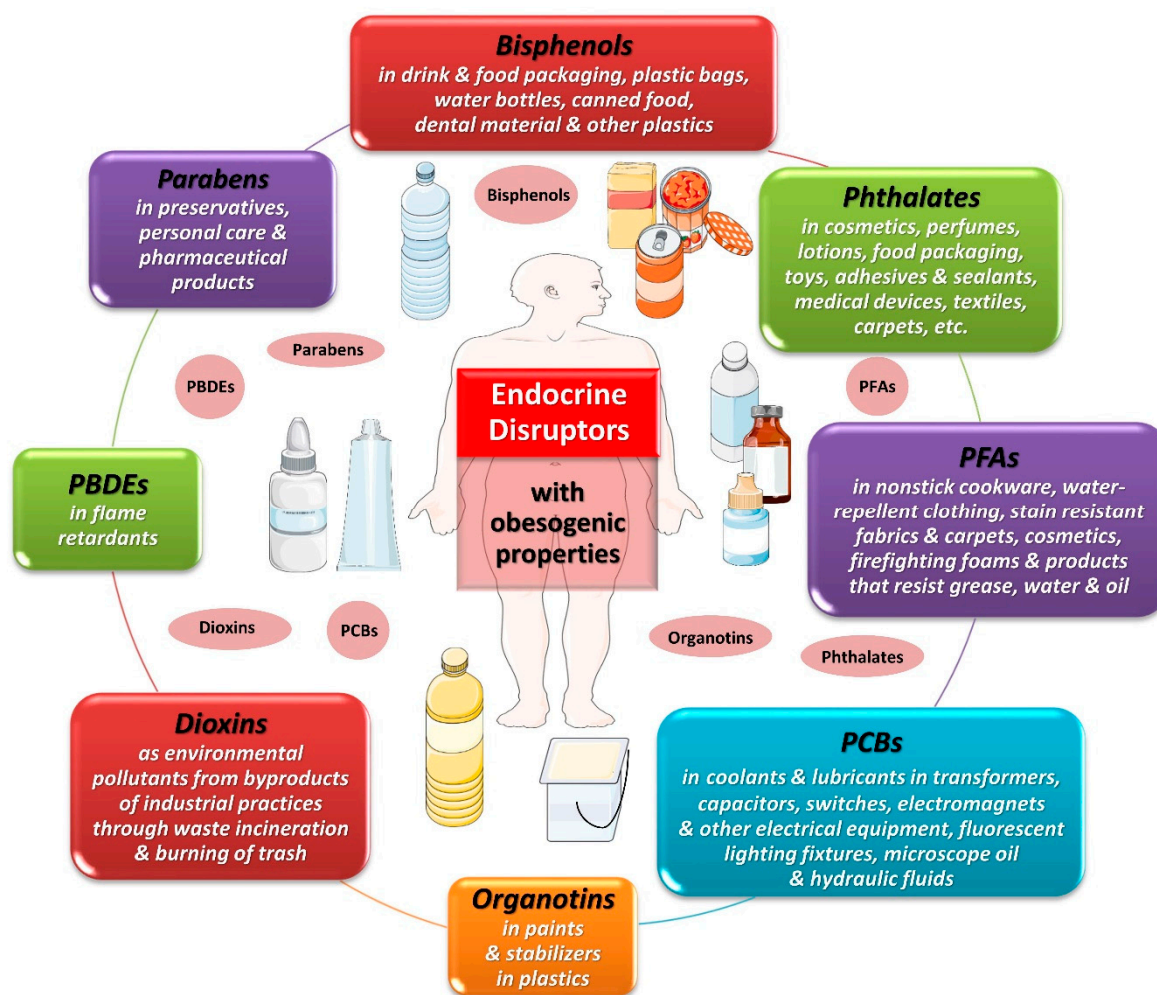 Bisphenols
in drink & food packaging, plastic bags,
water bottles, canned food,
dental material & other plastics
Parabens
in preservatives,
personal care &
pharmaceutical
products
Bisphenols
Phthalates
in cosmetics, perfumes,
lotions, food packaging,
toys, adhesives & sealants,
medical devices, textiles,
carpets, etc.
Parabens
PBDEs
PFAs
Endocrine
Disruptors
with
obesogenic
properties
PBDEs
in flame
retardants
PFAs
in nonstick cookware, water-
repellent clothing, stain resistant
fabrics & carpets, cosmetics,
firefighting foams & products
that resist grease, water & oil
Dioxins
PCBs
Organotins
Phthalates
Dioxins
as environmental
pollutants from byproducts
of industrial practices
through waste incineration
& burning of trash
PCBs
in coolants & lubricants in transformers,
capacitors, switches, electromagnets
& other electrical equipment, fluorescent
lighting fixtures, microscope oil
& hydraulic fluids
Organotins
in paints
& stabilizers
in plastics